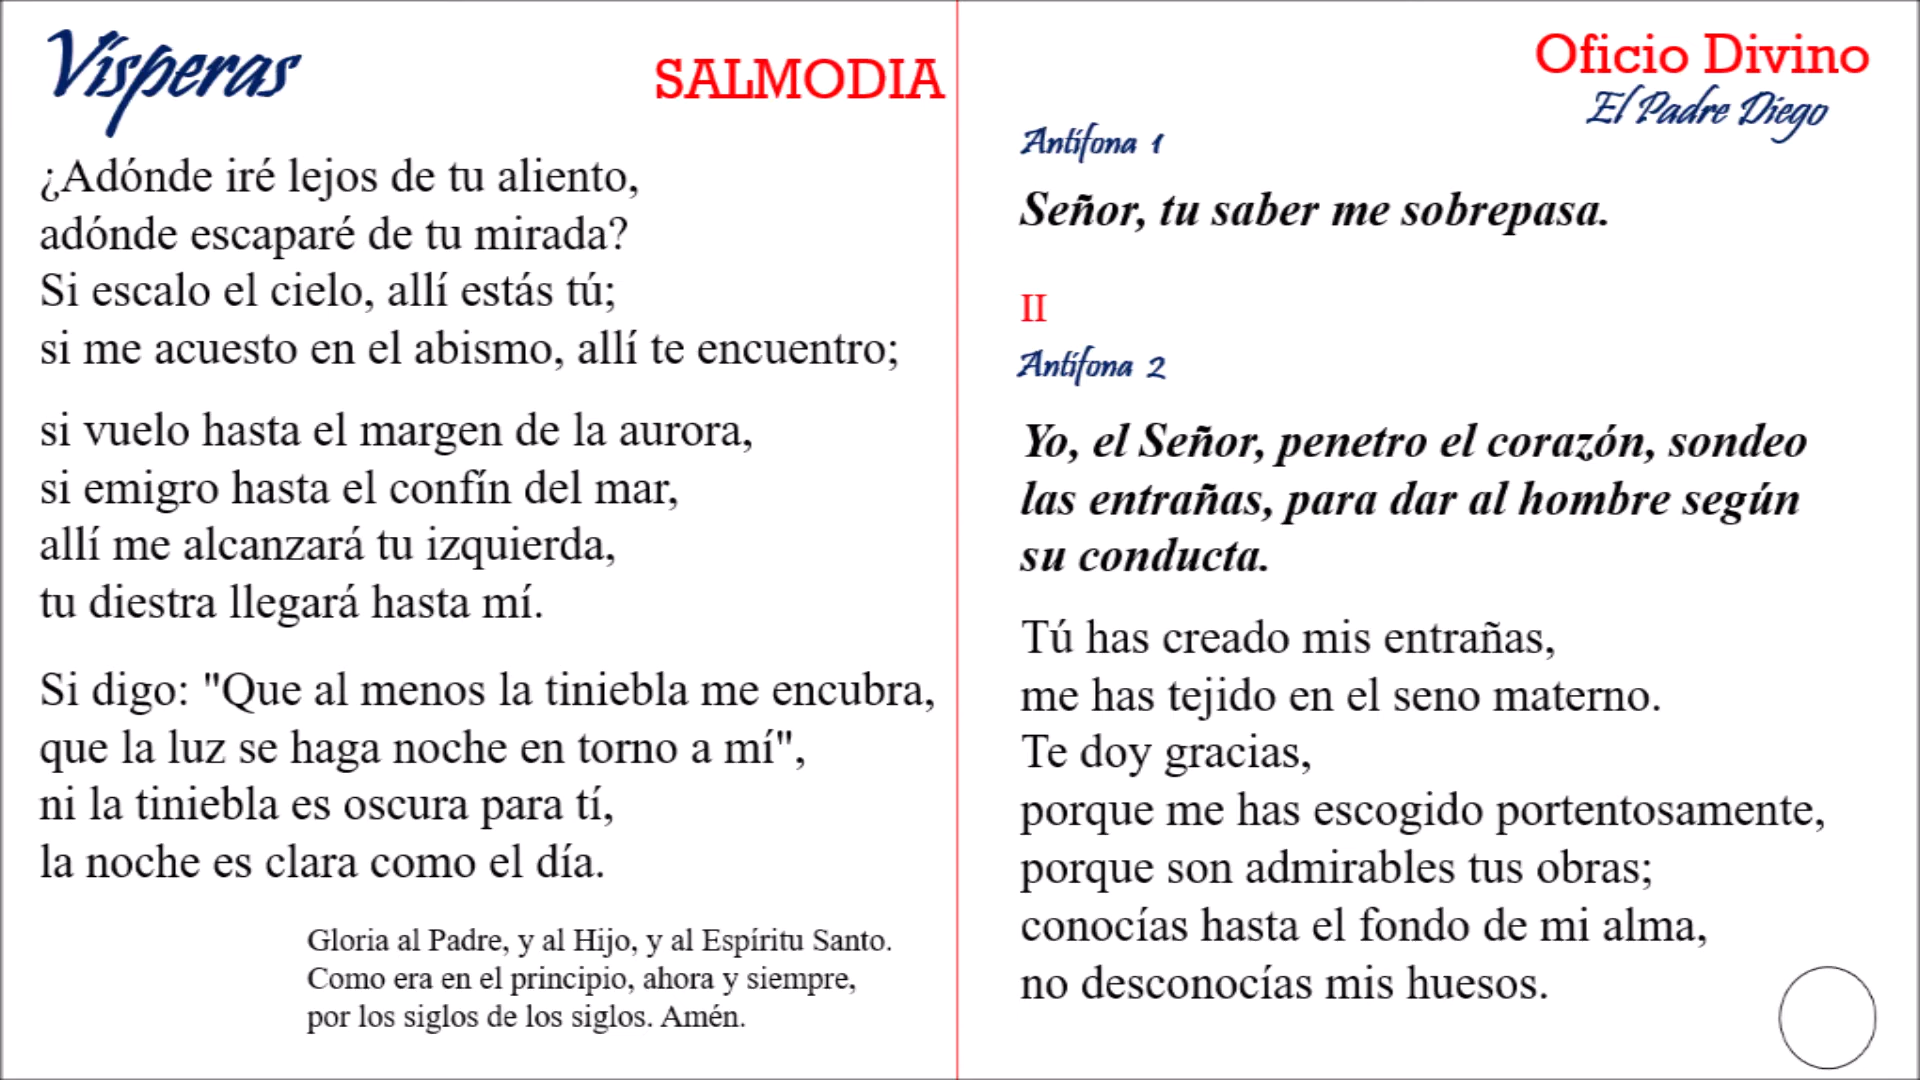 Vísperas
SALMODIA
¿Adónde iré lejos de tu aliento,
adónde escaparé de tu mirada?
Si escalo el cielo, allí estás tú;
si me acuesto en el abismo, allí te encuentro;
si vuelo hasta el margen de la aurora,
si emigro hasta el confín del mar,
allí me alcanzará tu izquierda,
tu diestra llegará hasta mí.
Si digo: "Que al menos la tiniebla me encubra,
que la luz se haga noche en torno a mí",
ni la tiniebla es oscura para tí,
la noche es clara como el día.
Gloria al Padre, y al Hijo, y al Espíritu Santo.
Como era en el principio, ahora y siempre,
por los siglos de los siglos. Amén.
Oficio Divino
El Padre Diego
Antífona 1
Señor, tu saber me sobrepasa.
II
Antífona 2
Yo, el Señor, penetro el corazón, sondeo
las entrañas, para dar al hombre según
su conducta.
Tú has creado mis entrañas,
me has tejido en el seno materno.
Te doy gracias,
porque me has escogido portentosamente,
porque son admirables tus obras;
conocías hasta el fondo de mi alma,
no desconocías mis huesos.